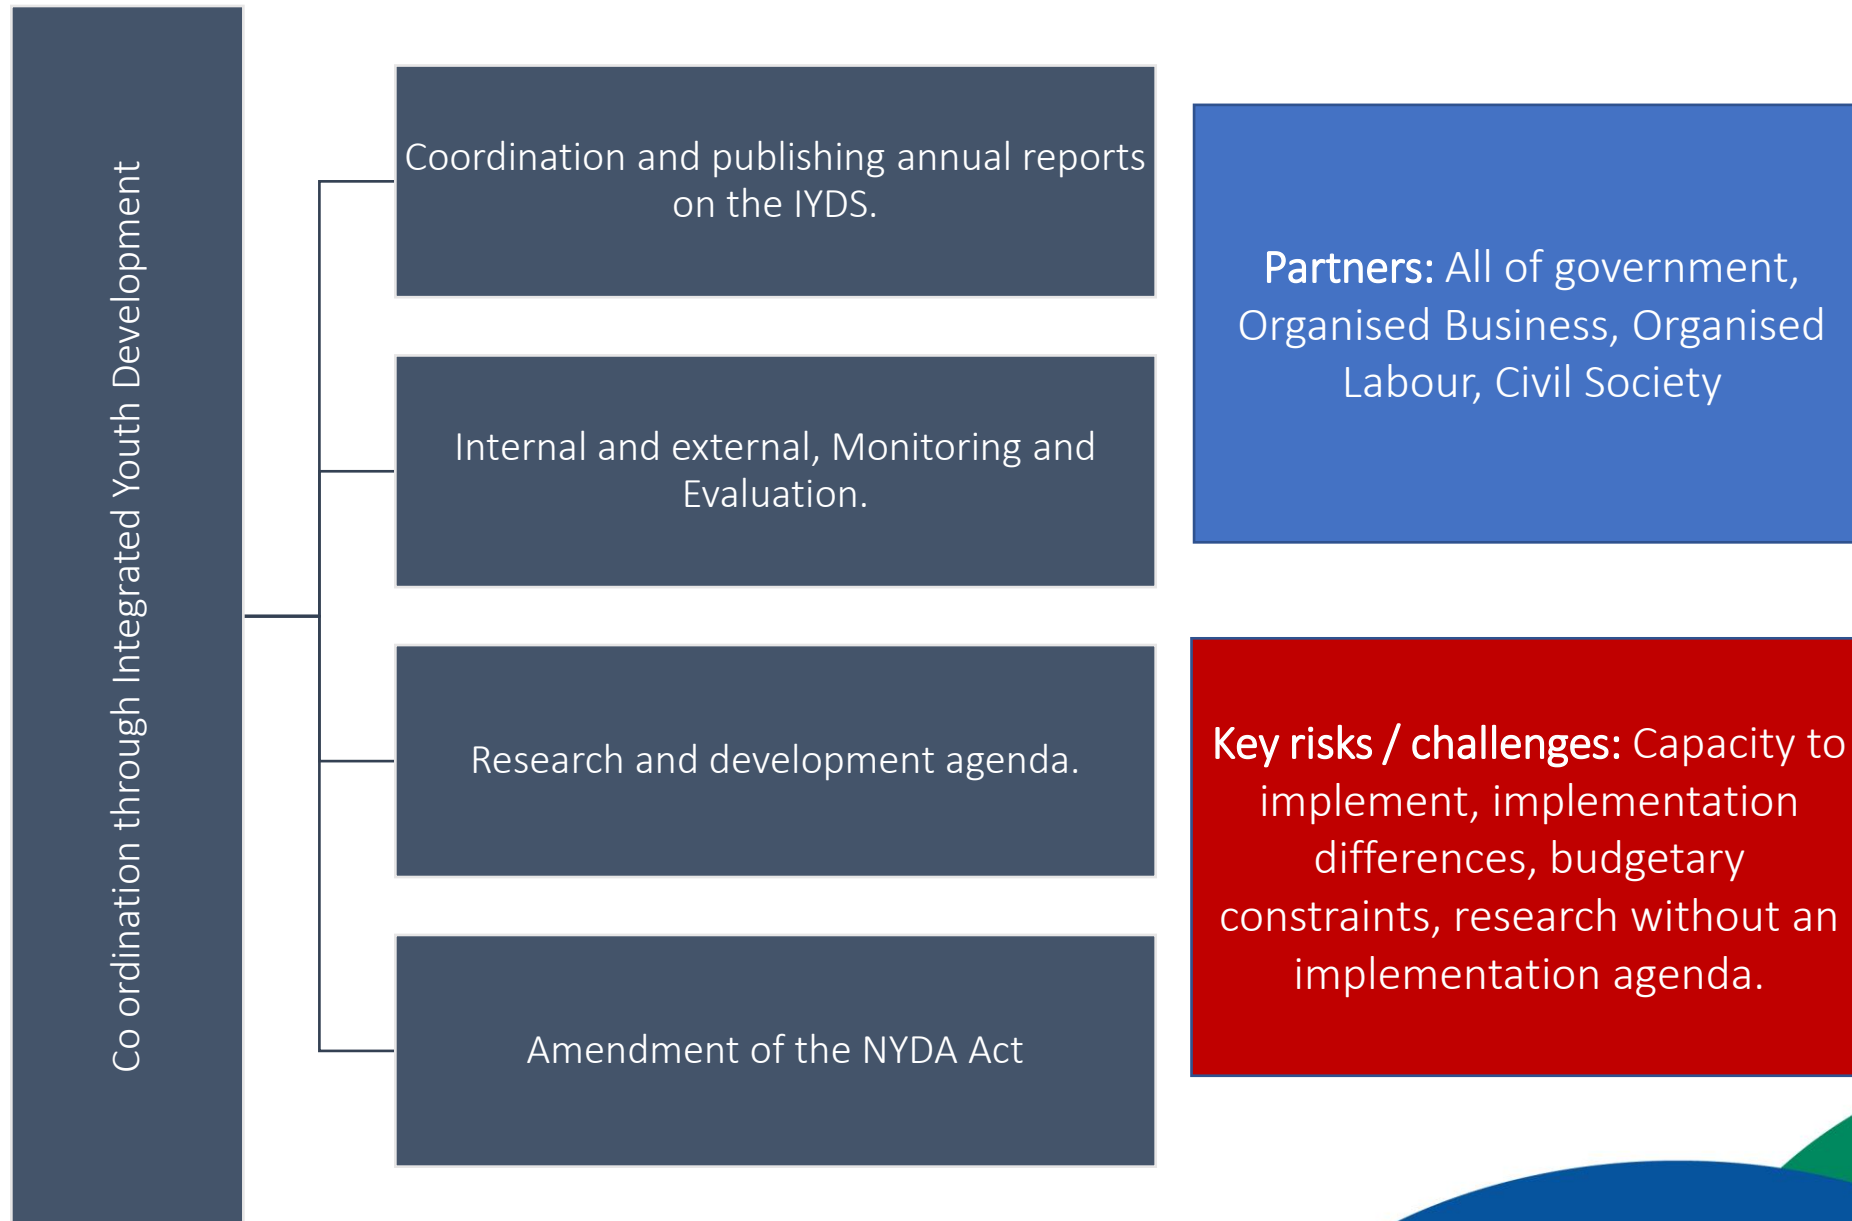 Co ordination through Integrated Youth Development
Coordination and publishing annual reports
on the IYDS.
Internal and external, Monitoring and
Evaluation.
Research and development agenda.
Amendment of the NYDA Act
Partners: All of government,
Organised Business, Organised
Labour, Civil Society
Key risks / challenges: Capacity to
implement, implementation
differences, budgetary
constraints, research without an
implementation agenda.